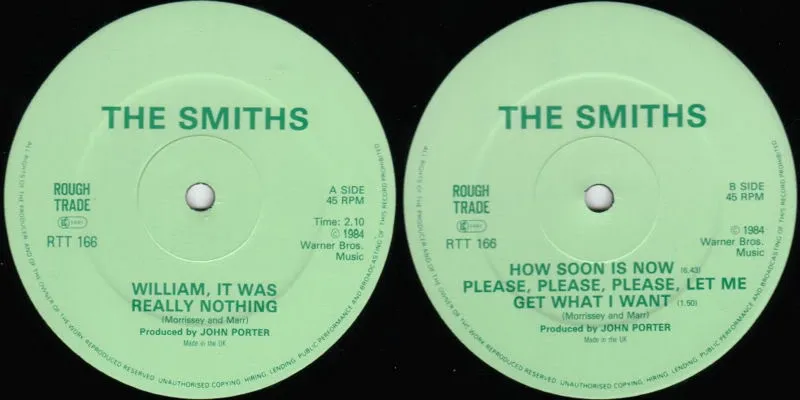 THE SMITHS
ROUGH
TRADE
RTT 166
A SIDE
45 RPM
Time: 2.10
© 1984
Warner Bros.
Music
WILLIAM, IT WAS
REALLY NOTHING
(Morrissey and Marr)
Produced by JOHN PORTER
Made in the UK
ALL RIGHTS OF THE PRODUCER AND OF THE OWNER OF THE WORK REPRODUCED RESERVED. UNAUTHORISED COPYING, HIRING, LENDING, PUBLIC PERFORMANCE AND BROADCASTING OF THIS RECORD PROHIBITED
THE SMITHS
ROUGH
TRADE
RTT 166
B SIDE
45 RPM
© 1984
Warner Bros.
Music
HOW SOON IS NOW (6.43)
PLEASE, PLEASE, PLEASE, LET ME
GET WHAT I WANT (1.50)
(Morrissey and Marr)
Produced by JOHN PORTER
Made in the UK
ALL RIGHTS OF THE PRODUCER AND OF THE OWNER OF THE WORK REPRODUCED RESERVED. UNAUTHORISED COPYING, HIRING, LENDING, PUBLIC PERFORMANCE AND BROADCASTING OF THIS RECORD PROHIBITED